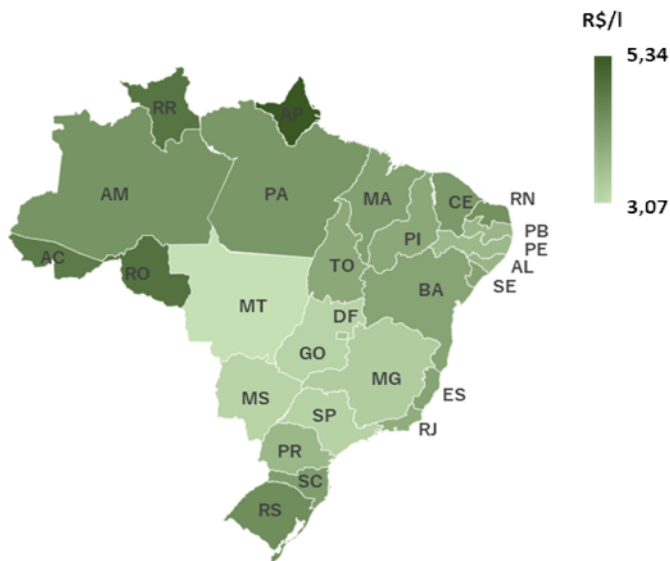 R$/l
5,34
3,07
RR
AP
AM
PA
MA
CE
RN
PB
PE
AL
SE
PI
AC
RO
TO
BA
MT
DF
GO
MG
ES
MS
SP
RJ
PR
SC
RS